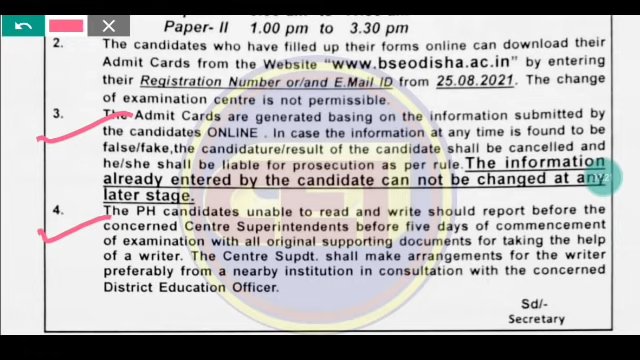 Paper- II 1.00 pm to 3.30 pm
2. The candidates who have filled up their forms online can download their
Admit Cards from the Website "www.bseodisha.ac.in" by entering
their Registration Number or/and E.Mail ID from 25.08.2021. The change
of examination centre is not permissible.
3. The Admit Cards are generated basing on the information submitted by
the candidates ONLINE . In case the information at any time is found to be
false/fake,the candidature/result of the candidate shall be cancelled and
he/she shall be liable for prosecution as per rule. The information
already entered by the candidate can not be changed at any
later stage.
4. The PH candidates unable to read and write should report before the
concerned Centre Superintendents before five days of commencement
of examination with all original supporting documents for taking the help
of a writer. The Centre Supdt. shall make arrangements for the writer
preferably from a nearby institution in consultation with the concerned
District Education Officer.
Sd/-
Secretary